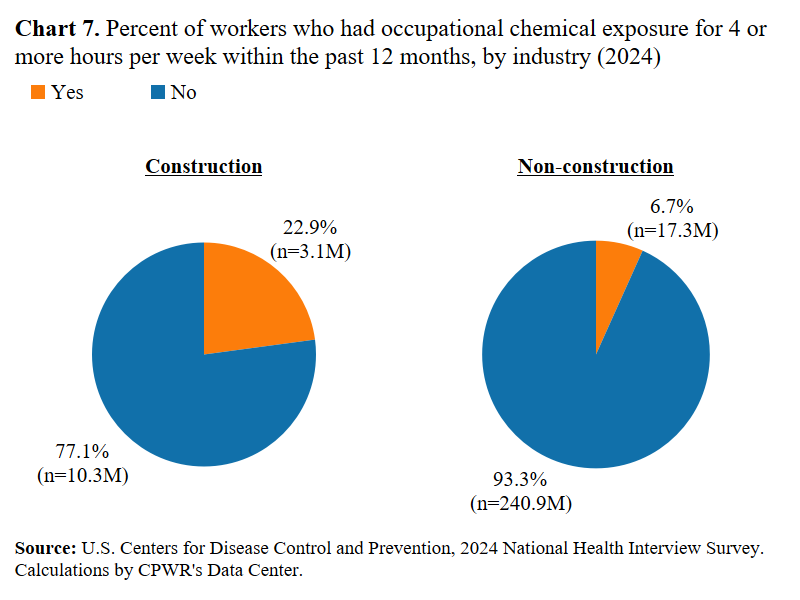 Chart 7. Percent of workers who had occupational chemical exposure for 4 or
more hours per week within the past 12 months, by industry (2024)
Yes
No
Construction
22.9%
(n=3.1M)
77.1%
(n=10.3M)
Non-construction
6.7%
(n=17.3M)
93.3%
(n=240.9M)
Source: U.S. Centers for Disease Control and Prevention, 2024 National Health Interview Survey.
Calculations by CPWR's Data Center.